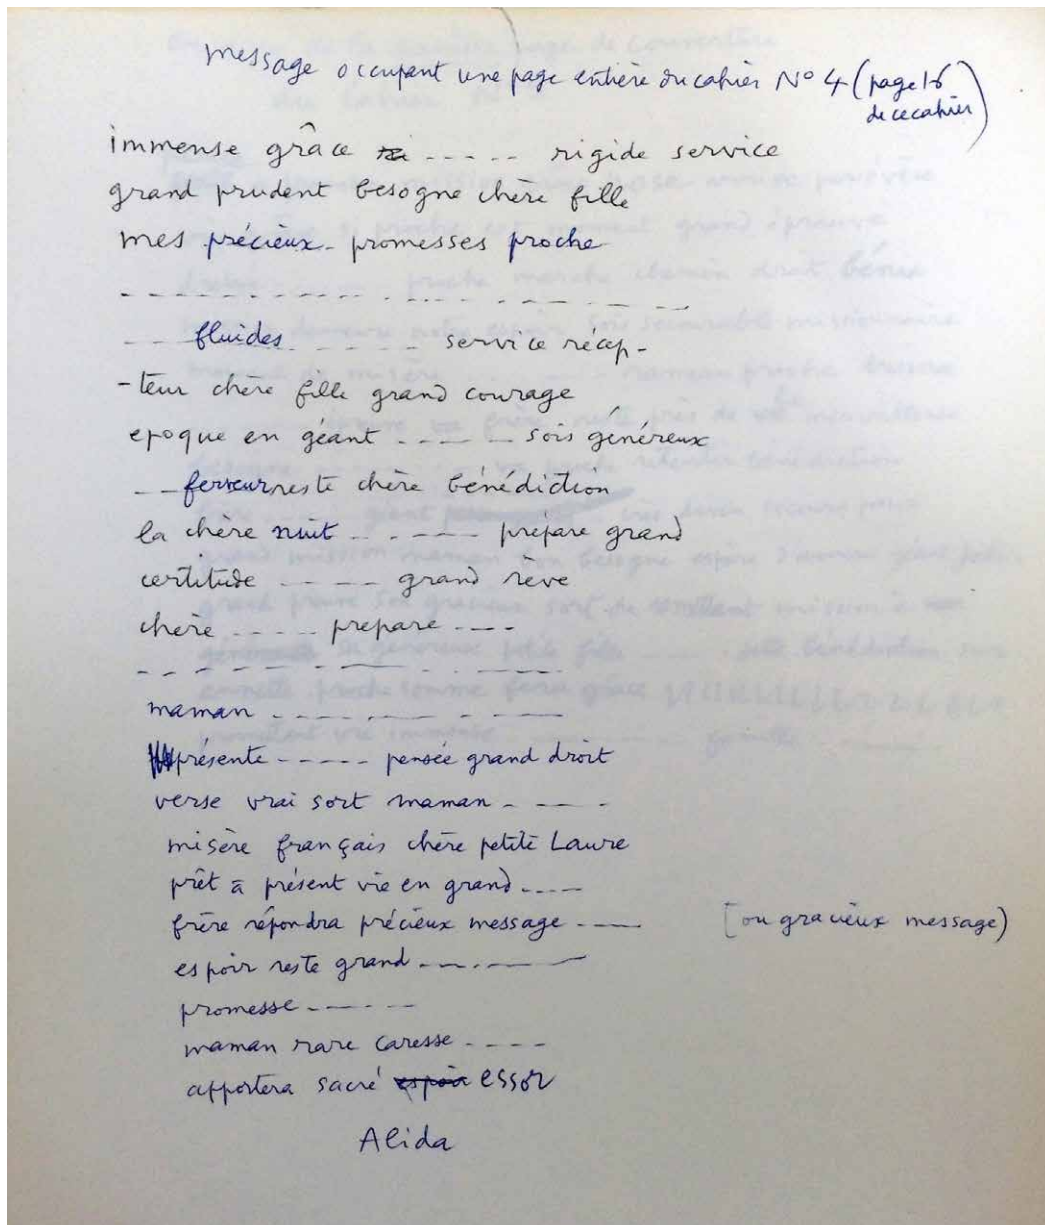 message occupant une page entière du cahier N° 4 (page 16
de ce cahier)
immense grâce - - - - - rigide service
grand prudent besogne chère fille
mes précieux - promesses proche
- - - - - - - - - - - - - - - - - - - -
- - fluides - - - - - - service récep-
-teur chère fille grand courage
epoque en géant - - - - - sois généreux
- - ferveur reste chère bénédiction
la chère nuit - - - - - - prépare grand
certitude - - - - - grand rêve
chère - - - - - prepare - - - -
- - - - - - - - - - - - - - -
maman - - - - - - - - - - -
présente - - - - - pensée grand droit
verse vrai sort maman - - - - -
misère français chère petite Laure
prêt à présent vie en grand - - - -
frère répondra précieux message - - - - [ou gracieux message)
espoir reste grand - - - - - -
promesse - - - - - -
maman rare caresse - - - -
apportera sacré espoir essor
Alida